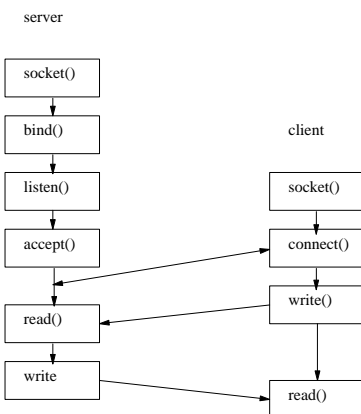 server
socket()
bind()
client
listen()
socket()
accept()
connect()
write()
read()
write
read()